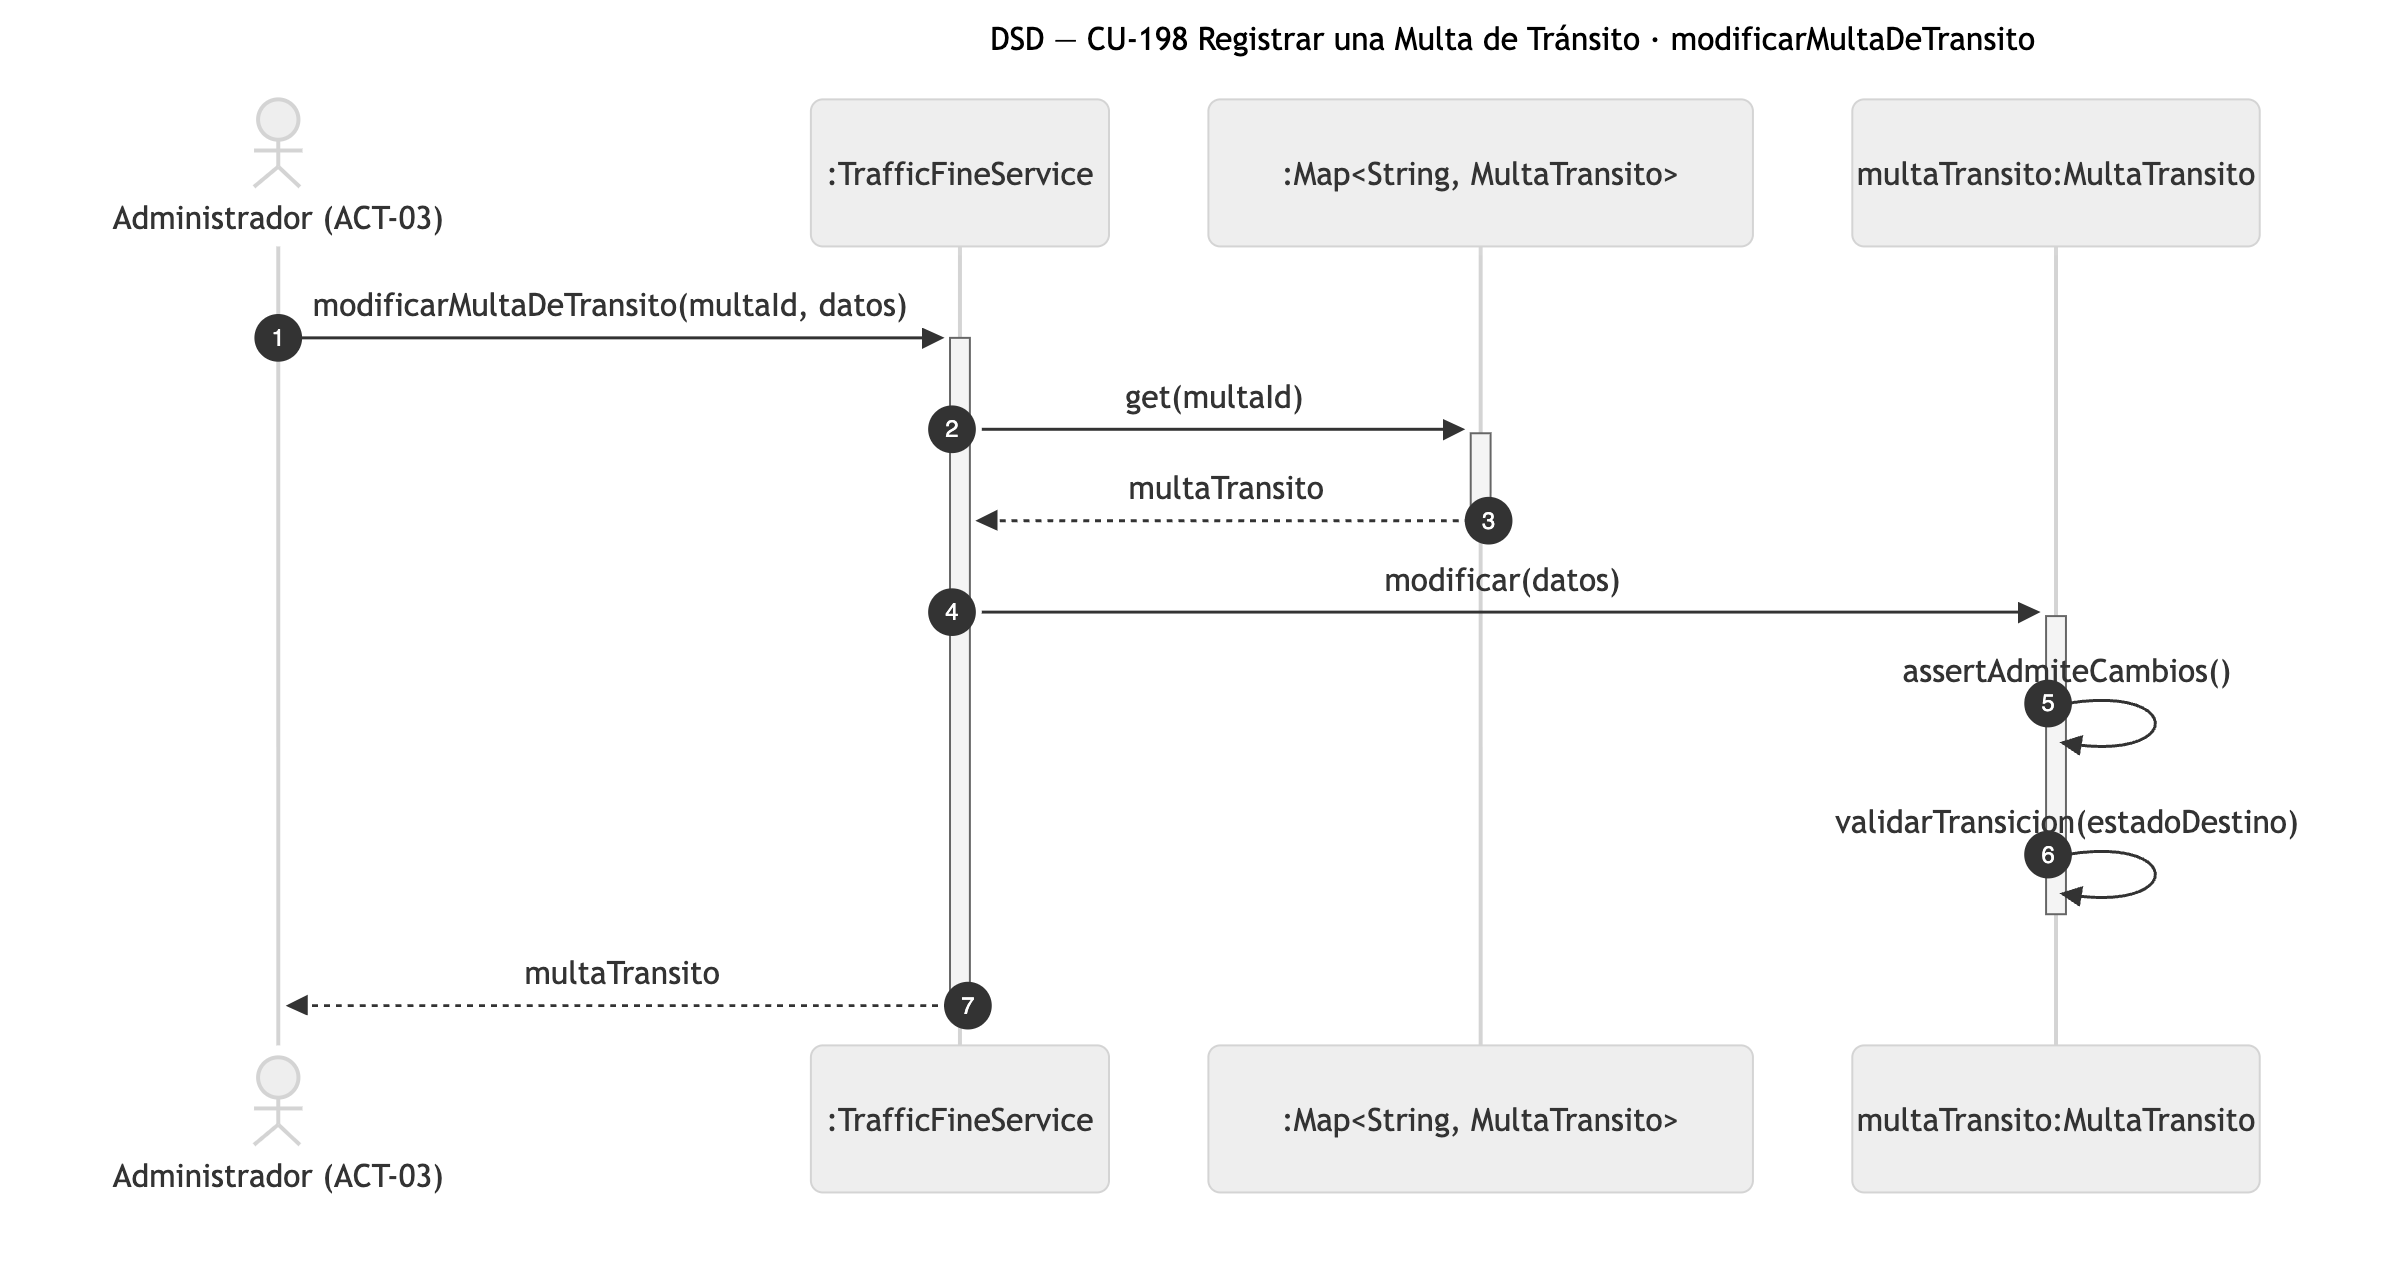 DSD — CU-198 Registrar una Multa de Tránsito · modificarMultaDeTransito
Administrador (ACT-03)
:TrafficFineService
:Map<String, MultaTransito>
multaTransito:MultaTransito
modificarMultaDeTransito(multaId, datos)
1
get(multaId)
2
multaTransito
3
modificar(datos)
4
assertAdmiteCambios()
5
validarTransicion(estadoDestino)
6
multaTransito
7
Administrador (ACT-03)
:TrafficFineService
:Map<String, MultaTransito>
multaTransito:MultaTransito